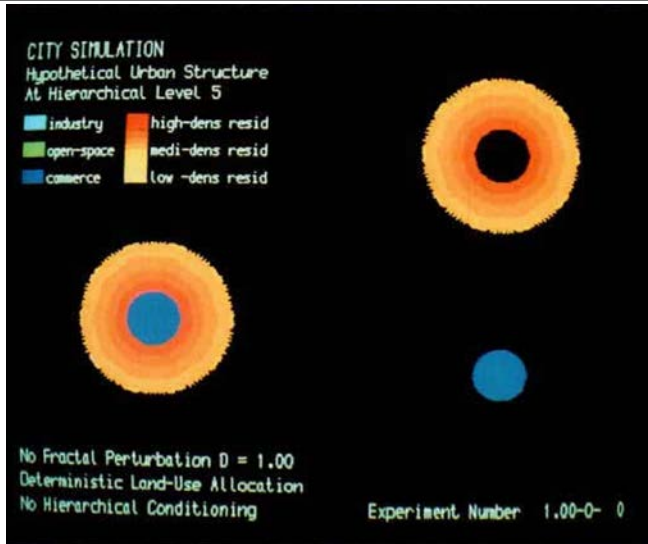 CITY SIMULATION
Hypothetical Urban Structure
At Hierarchical Level 5
industry high-dens resid
open-space medi-dens resid
commerce low -dens resid
No Fractal Perturbation D = 1.00
Deterministic Land-Use Allocation
No Hierarchical Conditioning
Experiment Number 1.00-0- 0